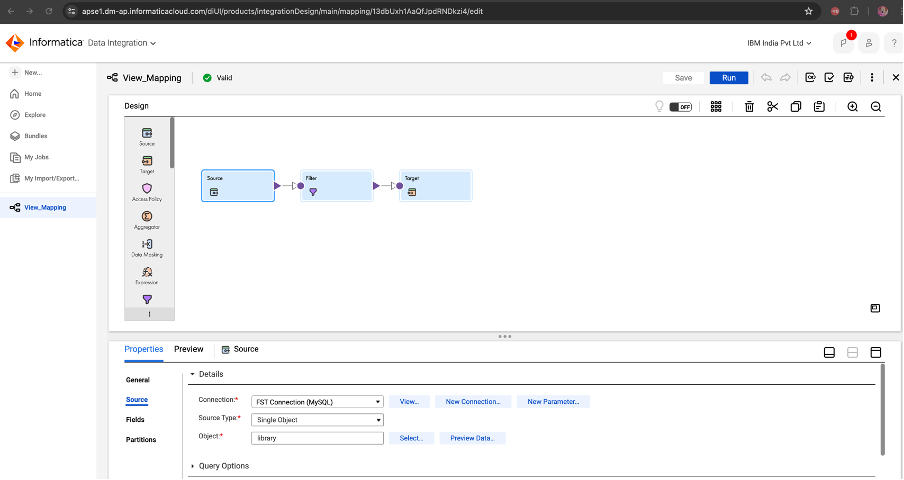 apse1.dm-ap.informaticacloud.com/diUI/products/integrationDesign/main/mapping/13dbUxh1AaQfJpdRNDkzi4/edit
Informatica Data Integration
IBM India Pvt Ltd
1
?
New...
Home
Explore
Bundles
My Jobs
My Import/Export...
View_Mapping
View_Mapping
Valid
Save
Run
Design
OFF
Source
Target
Access Policy
Aggregator
Data Masking
Expression
Source
Filter
Target
Properties
Preview
Source
General
Source
Fields
Partitions
Details
Connection:*
FST Connection (MySQL)
View...
New Connection...
New Parameter...
Source Type:*
Single Object
Object:*
library
Select...
Preview Data...
Query Options